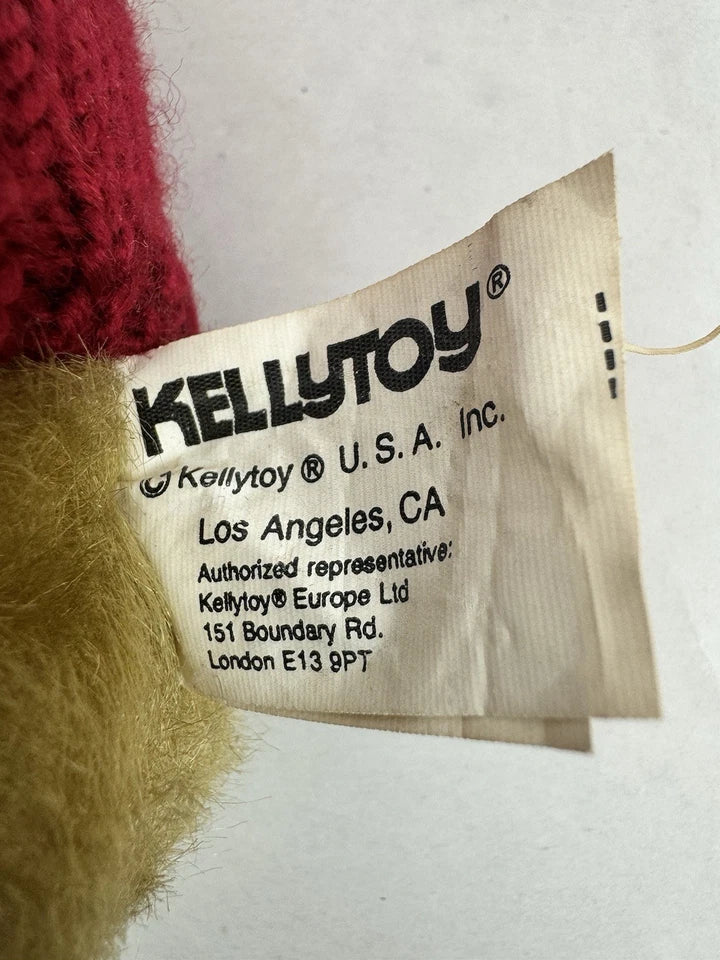 KELLYTOY®
© Kellytoy ® U.S.A. Inc.
Los Angeles, CA
Authorized representative:
Kellytoy® Europe Ltd
151 Boundary Rd.
London E13 9PT